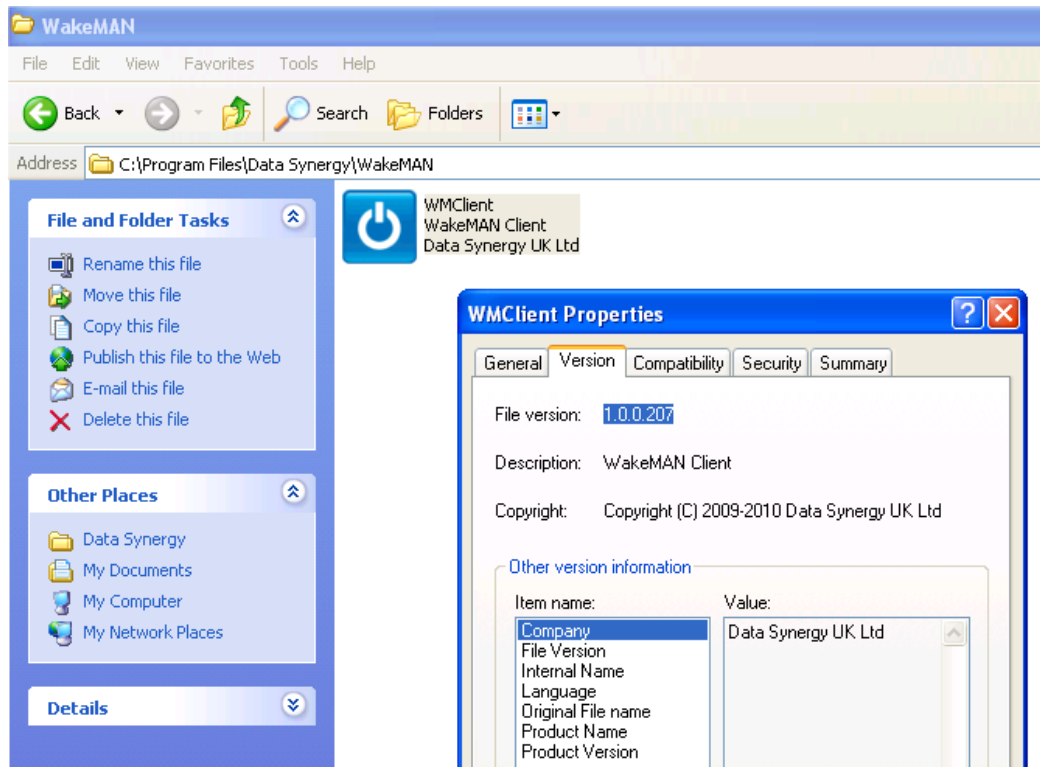 WakeMAN
File Edit View Favorites Tools Help
Back Search Folders
Address C:\Program Files\Data Synergy\WakeMAN
File and Folder Tasks
Rename this file
Move this file
Copy this file
Publish this file to the Web
E-mail this file
Delete this file
Other Places
Data Synergy
My Documents
My Computer
My Network Places
Details
WMClient
WakeMAN Client
Data Synergy UK Ltd
WMClient Properties
General Version Compatibility Security Summary
File version: 1.0.0.207
Description: WakeMAN Client
Copyright: Copyright (C) 2009-2010 Data Synergy UK Ltd
Other version information
Item name: Value:
Company Data Synergy UK Ltd
File Version
Internal Name
Language
Original File name
Product Name
Product Version